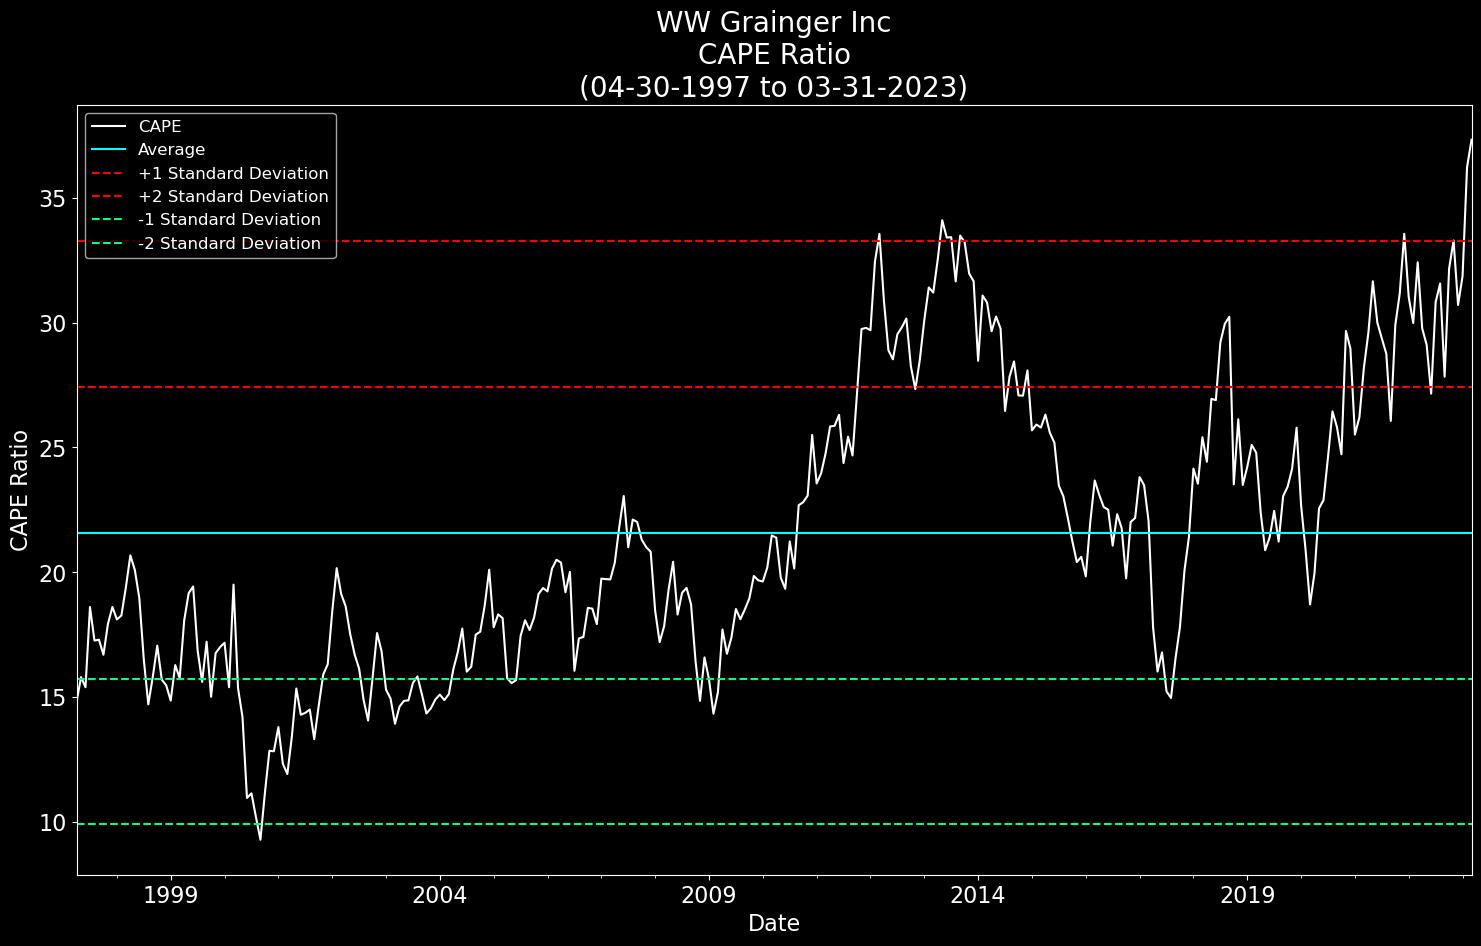 WW Grainger Inc
CAPE Ratio
(04-30-1997 to 03-31-2023)
CAPE
Average
+1 Standard Deviation
+2 Standard Deviation
-1 Standard Deviation
-2 Standard Deviation
35
30
25
20
15
10
CAPE Ratio
1999 2004 2009 2014 2019
Date